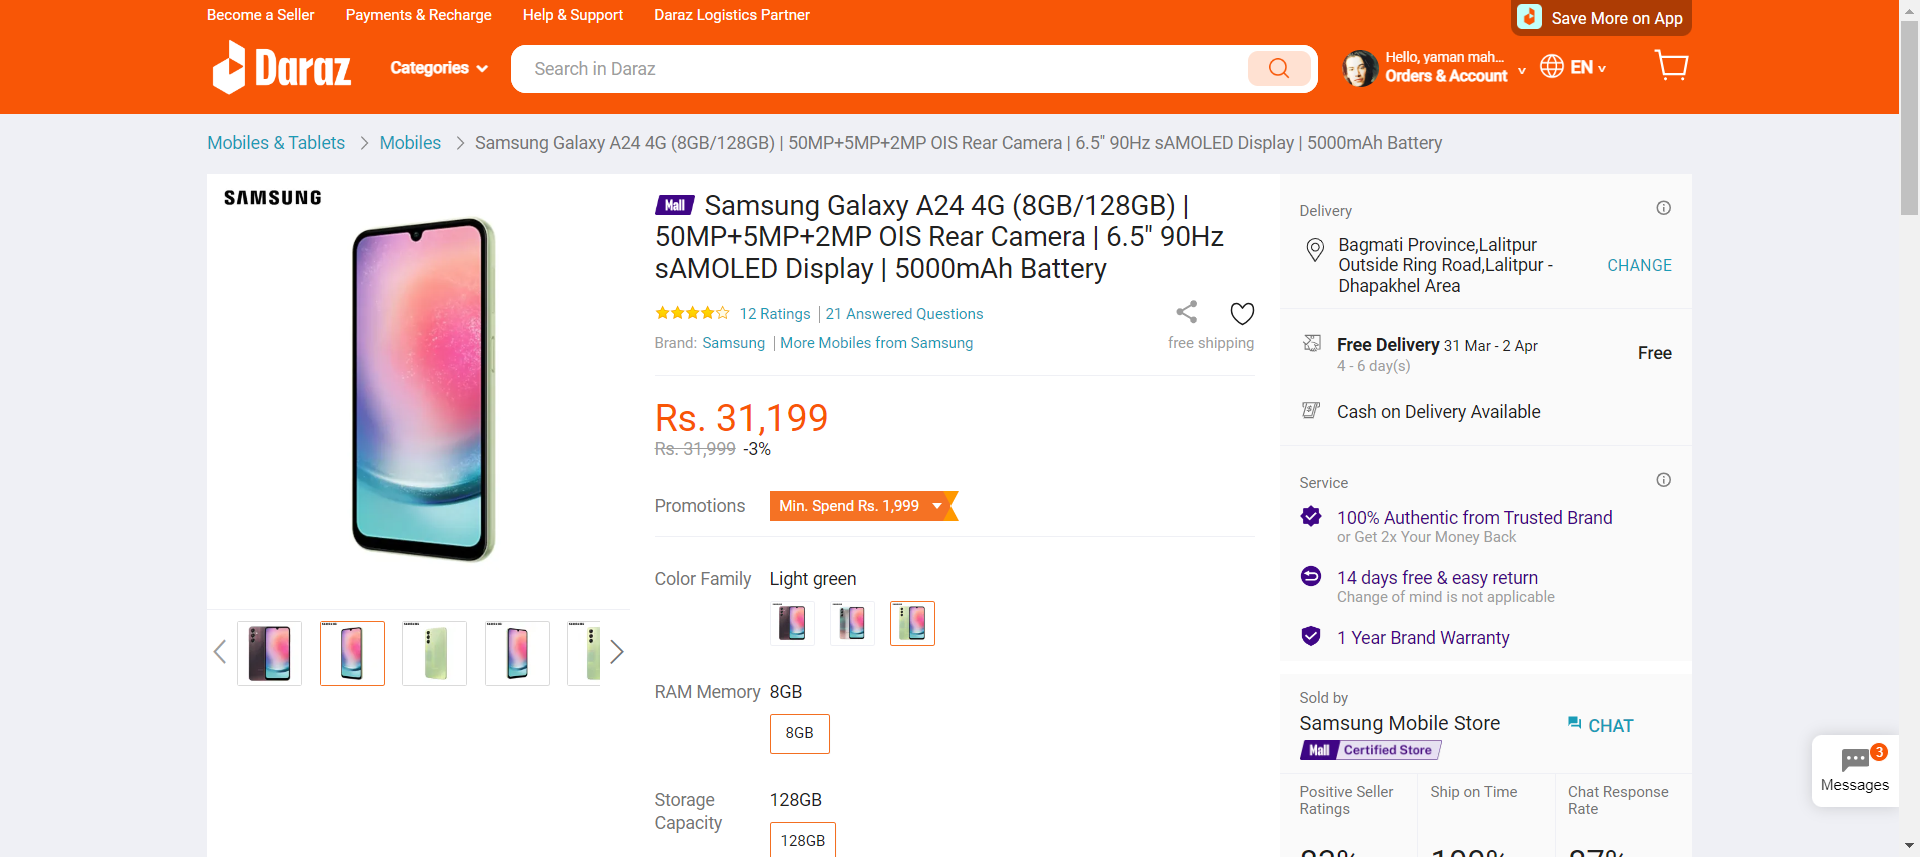 Become a Seller
Payments & Recharge
Help & Support
Daraz Logistics Partner
Save More on App
Daraz
Categories
Search in Daraz
Hello, yaman mah...
Orders & Account
EN
Mobiles & Tablets
Mobiles
Samsung Galaxy A24 4G (8GB/128GB) | 50MP+5MP+2MP OIS Rear Camera | 6.5" 90Hz sAMOLED Display | 5000mAh Battery
SAMSUNG
Mall Samsung Galaxy A24 4G (8GB/128GB) |
50MP+5MP+2MP OIS Rear Camera | 6.5" 90Hz
sAMOLED Display | 5000mAh Battery
12 Ratings
21 Answered Questions
Brand: Samsung | More Mobiles from Samsung
free shipping
Rs. 31,199
Rs. 31,999 -3%
Promotions
Min. Spend Rs. 1,999
Color Family
Light green
RAM Memory
8GB
8GB
Storage
Capacity
128GB
128GB
Delivery
Bagmati Province,Lalitpur
Outside Ring Road,Lalitpur -
Dhapakhel Area
CHANGE
Free Delivery 31 Mar - 2 Apr
4 - 6 day(s)
Free
Cash on Delivery Available
Service
100% Authentic from Trusted Brand
or Get 2x Your Money Back
14 days free & easy return
Change of mind is not applicable
1 Year Brand Warranty
Sold by
Samsung Mobile Store
CHAT
Mall Certified Store
Positive Seller
Ratings
Ship on Time
Chat Response
Rate
3
Messages